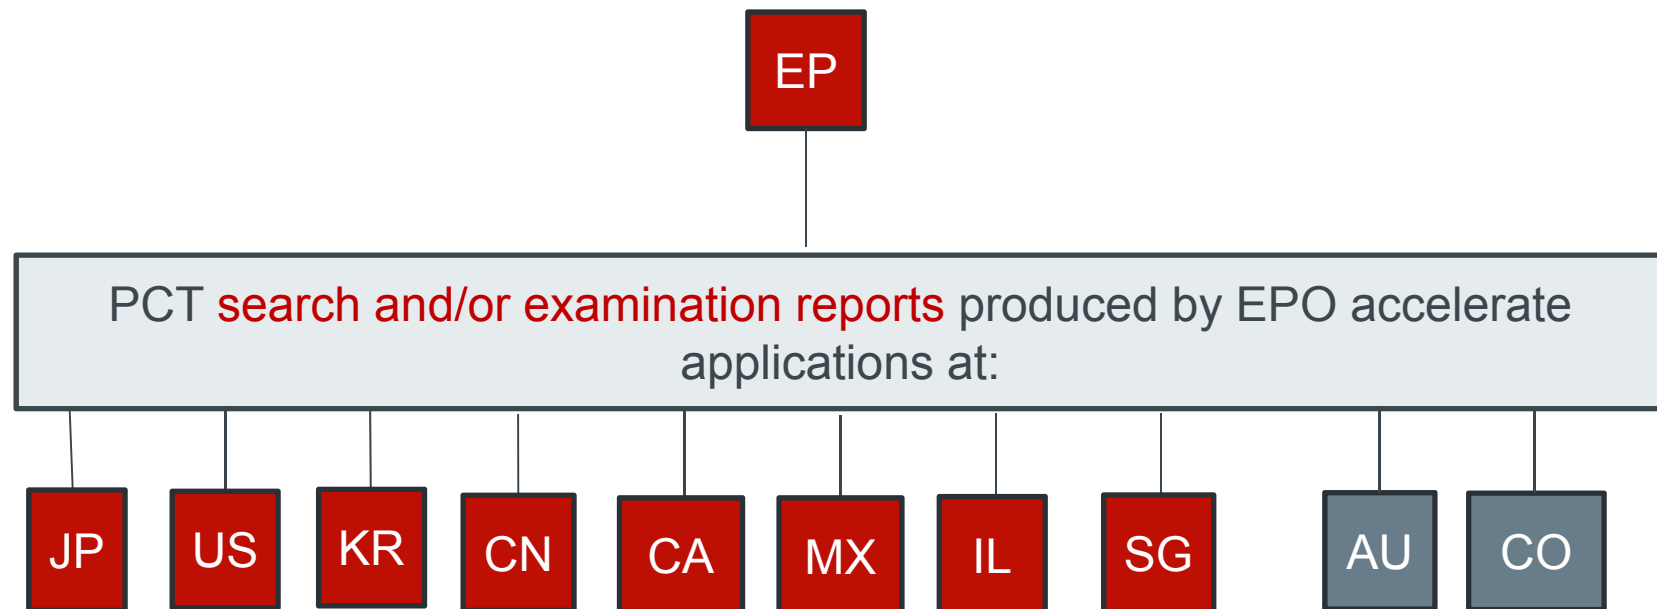 EP
PCT search and/or examination reports produced by EPO accelerate
applications at:
JP
US
KR
CN
CA
MX
IL
SG
AU
CO